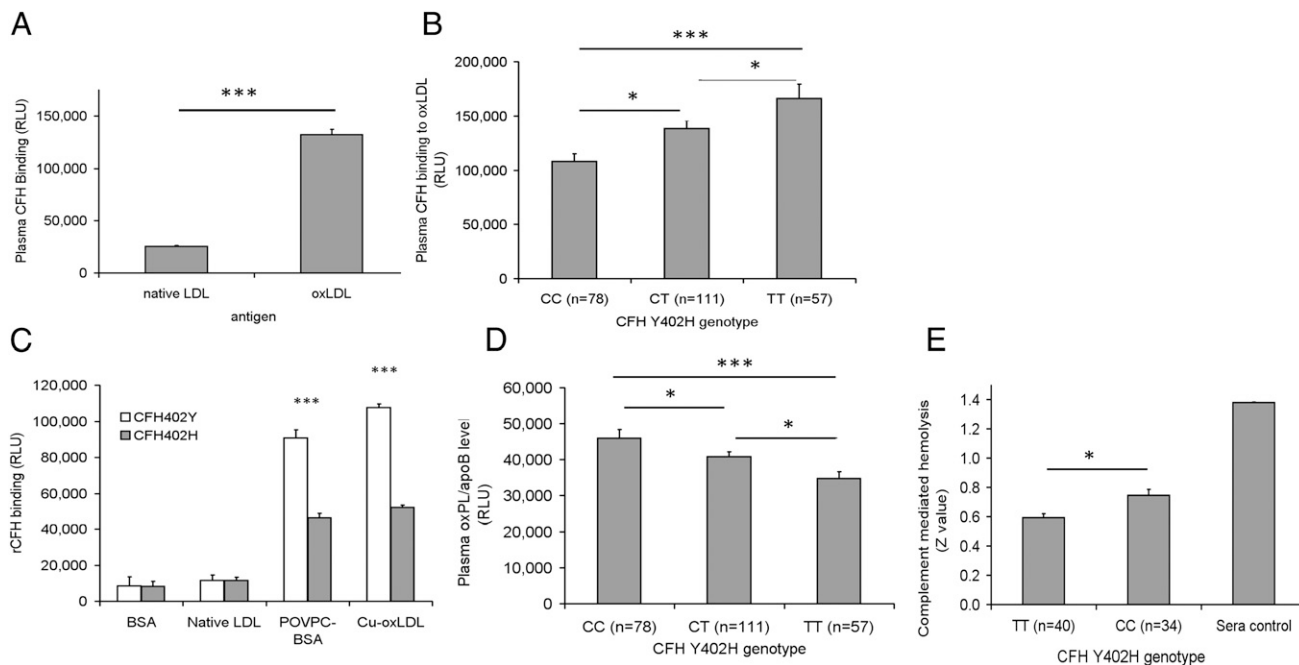 A
Plasma CFH Binding (RLU)
150,000
100,000
50,000
0
***
native LDL
oxLDL
antigen
B
Plasma CFH binding to oxLDL
(RLU)
200,000
150,000
100,000
50,000
0
***
*
*
CC (n=78)
CT (n=111)
TT (n=57)
CFH Y402H genotype
C
rCFH binding (RLU)
120,000
100,000
80,000
60,000
40,000
20,000
0
CFH402Y
CFH402H
***
***
BSA
Native LDL
POVPC-
BSA
Cu-oxLDL
D
Plasma oxPL/apoB level
(RLU)
60,000
50,000
40,000
30,000
20,000
10,000
0
***
*
*
CC (n=78)
CT (n=111)
TT (n=57)
CFH Y402H genotype
E
Complement mediated hemolysis
(Z value)
1.4
1.2
1.0
0.8
0.6
0.4
0.2
0.0
*
TT (n=40)
CC (n=34)
Sera control
CFH Y402H genotype